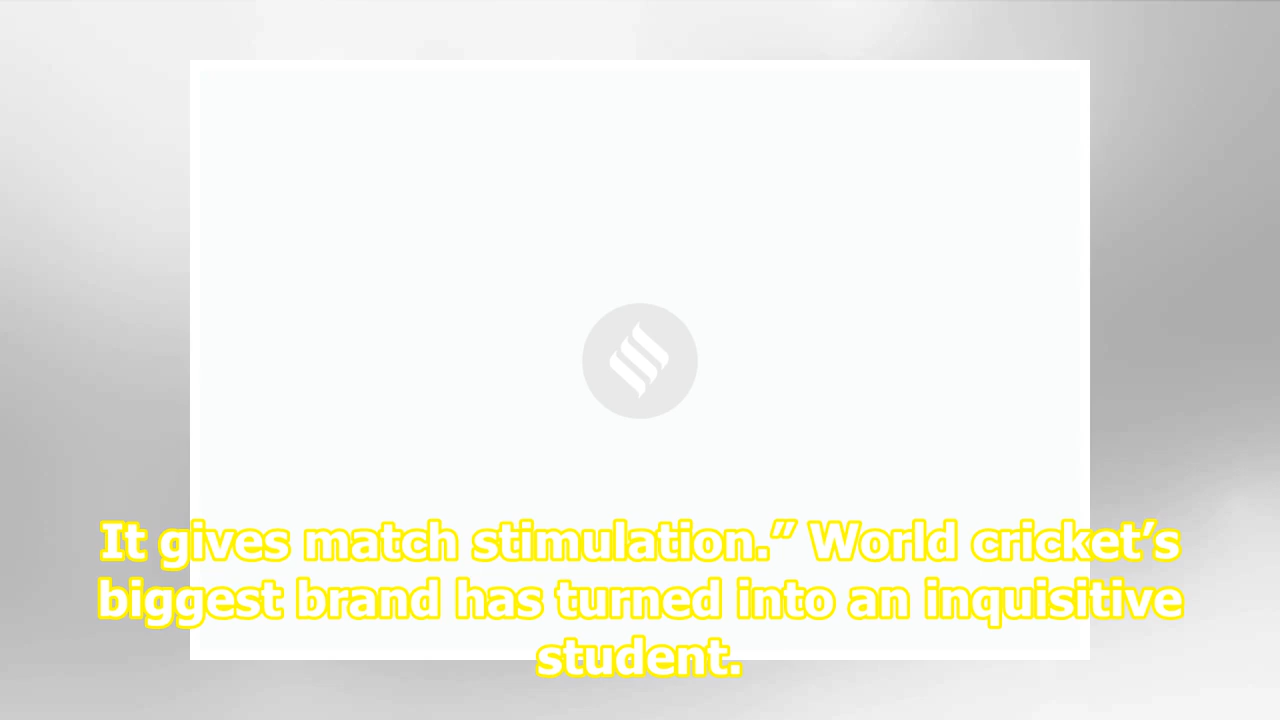 It gives match stimulation.” World cricket’s
biggest brand has turned into an inquisitive
student.